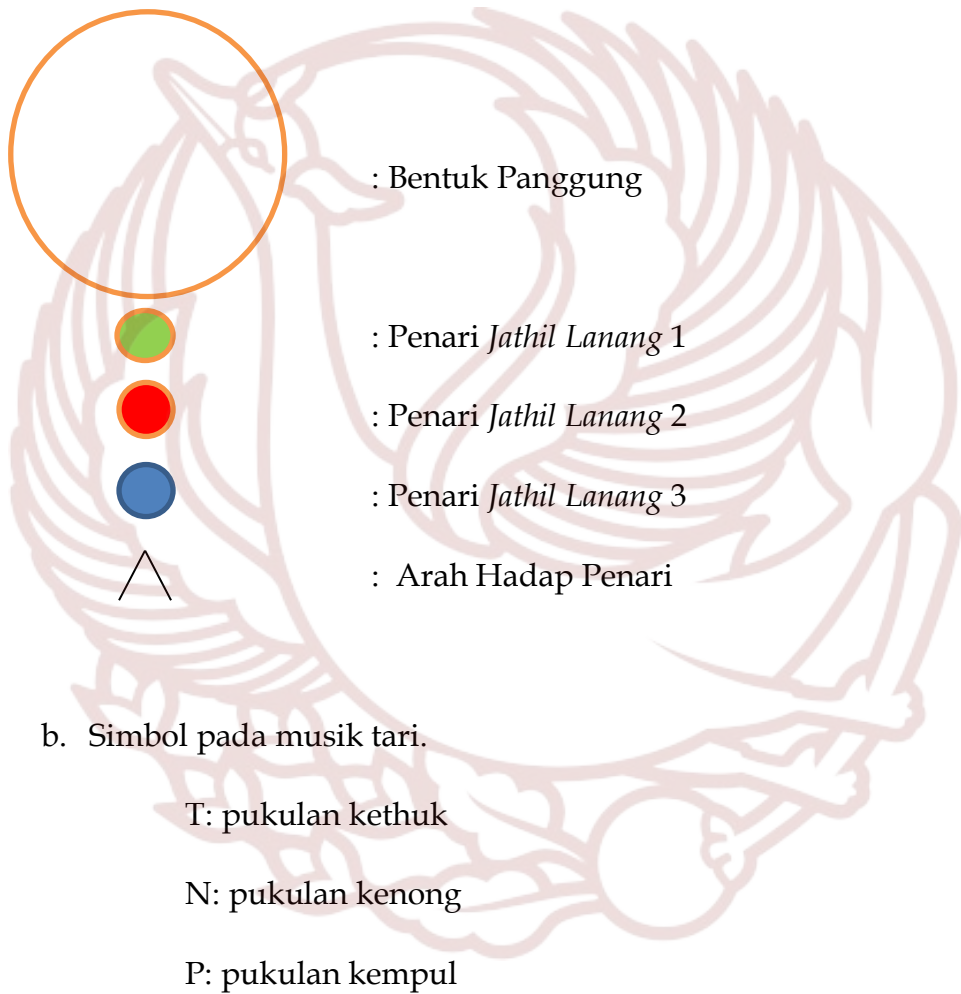 : Bentuk Panggung
: Penari Jathil Lanang 1
: Penari Jathil Lanang 2
: Penari Jathil Lanang 3
: Arah Hadap Penari
b. Simbol pada musik tari.
T: pukulan kethuk
N: pukulan kenong
P: pukulan kempul